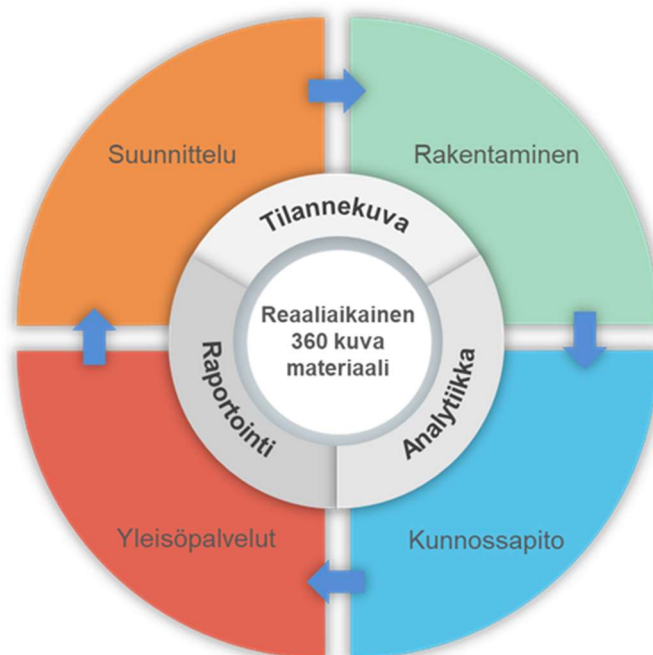 Suunnittelu
Rakentaminen
Tilannekuva
Reaaliaikainen
360 kuva
materiaali
Raportointi
Analytiikka
Yleisöpalvelut
Kunnossapito